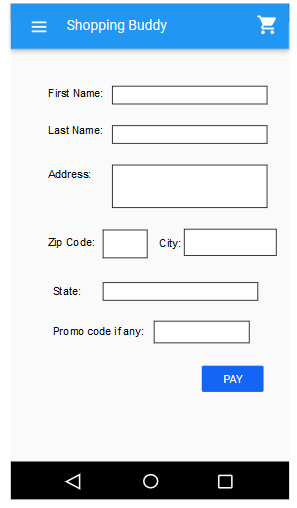 Shopping Buddy
First Name:
Last Name:
Address:
Zip Code: City:
State:
Promo code if any:
PAY